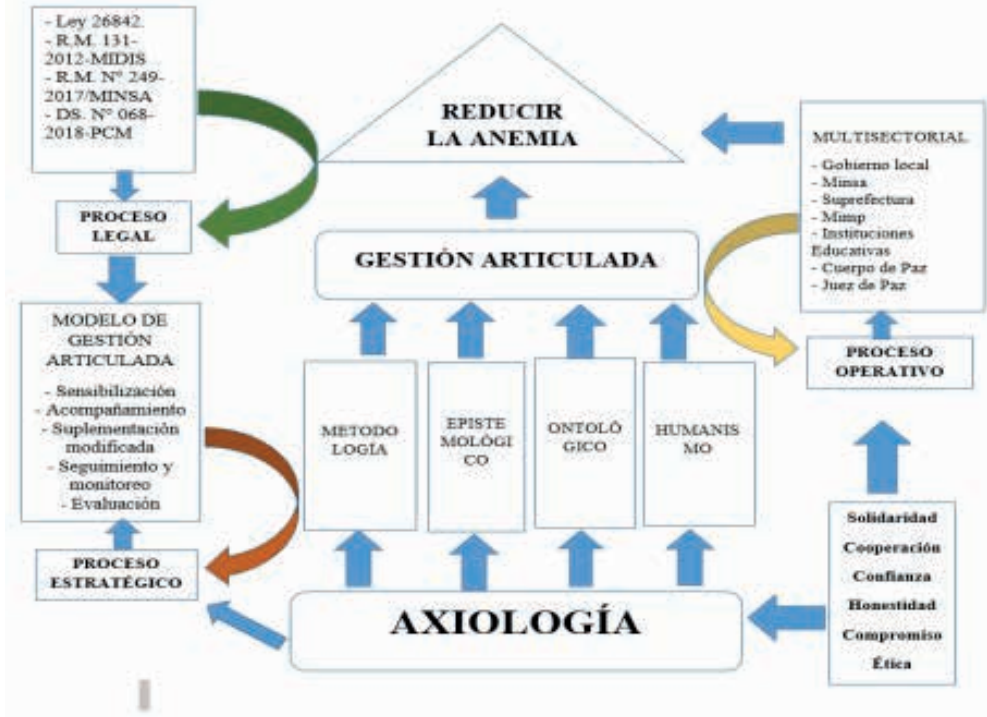 - Ley 26842.
- R.M. 131-
2012-MIDIS
- R.M. N° 249-
2017/MINSA
- DS. N° 068-
2018-PCM
PROCESO
LEGAL
MODELO DE
GESTIÓN
ARTICULADA
- Sensibilización
- Acompañamiento
- Suplementación
modificada
- Seguimiento y
monitoreo
- Evaluación
PROCESO
ESTRATÉGICO
REDUCIR
LA ANEMIA
GESTIÓN ARTICULADA
METODO
LOGÍA
EPISTE
MOLÓGI
CO
ONTOLÓ
GICO
HUMANIS
MO
AXIOLOGÍA
MULTISECTORIAL
- Gobierno local
- Minsa
- Suprefectura
- Mimp
- Instituciones
Educativas
- Cuerpo de Paz
- Juez de Paz
PROCESO
OPERATIVO
Solidaridad
Cooperación
Confianza
Honestidad
Compromiso
Ética